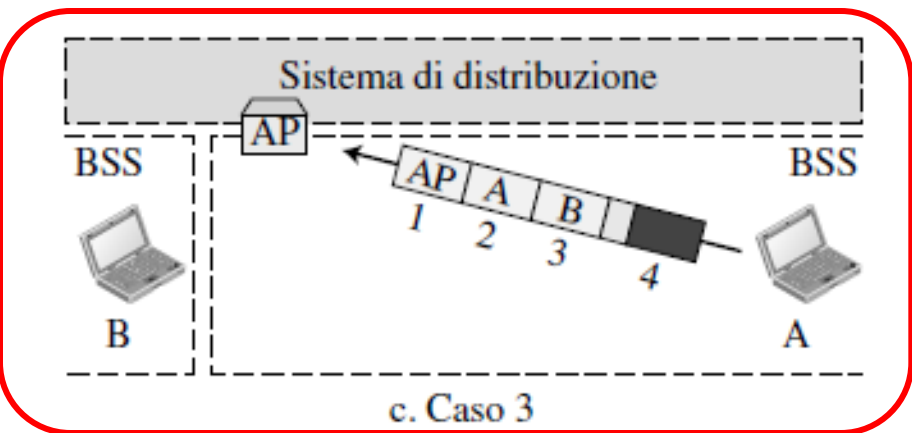 Sistema di distribuzione
AP
BSS
BSS
AP A B
1 2 3 4
B
A
c. Caso 3